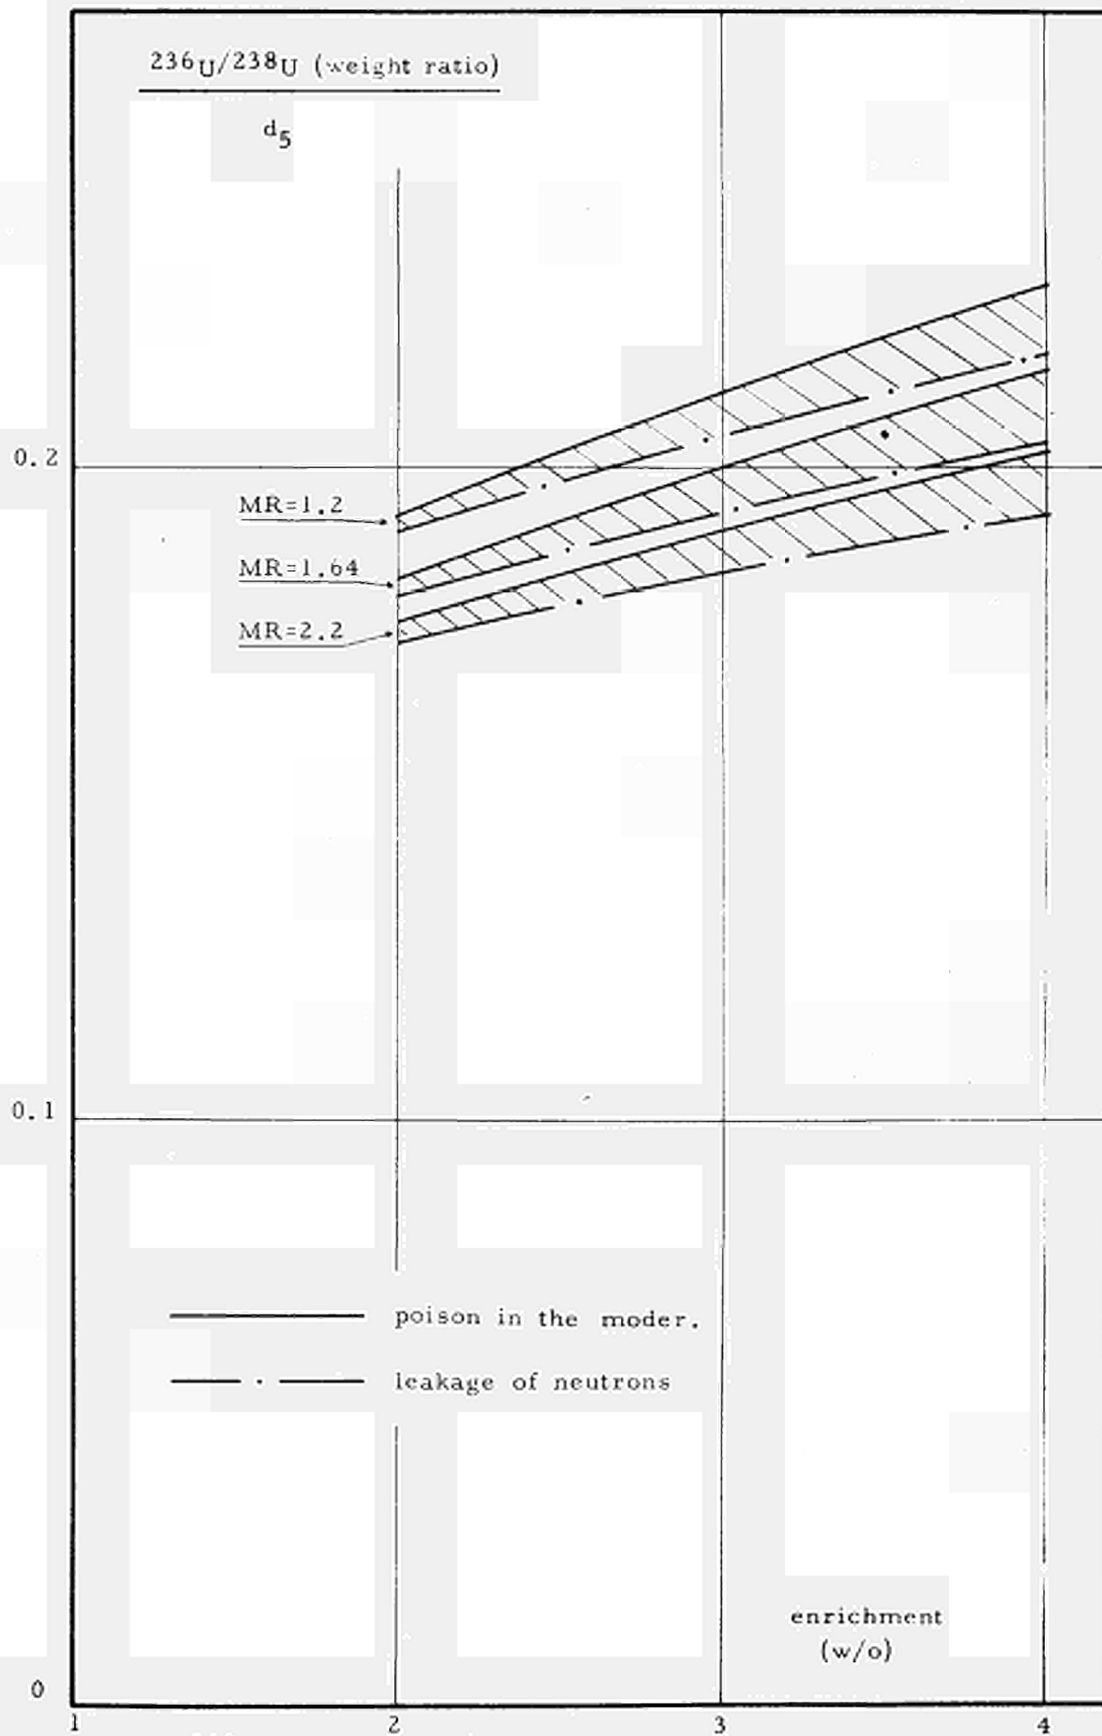 236U/238U (weight ratio)
d5
0.2
MR=1.2
MR=1.64
MR=2.2
0.1
poison in the moder.
leakage of neutrons
enrichment
(w/o)
0
1 2 3 4